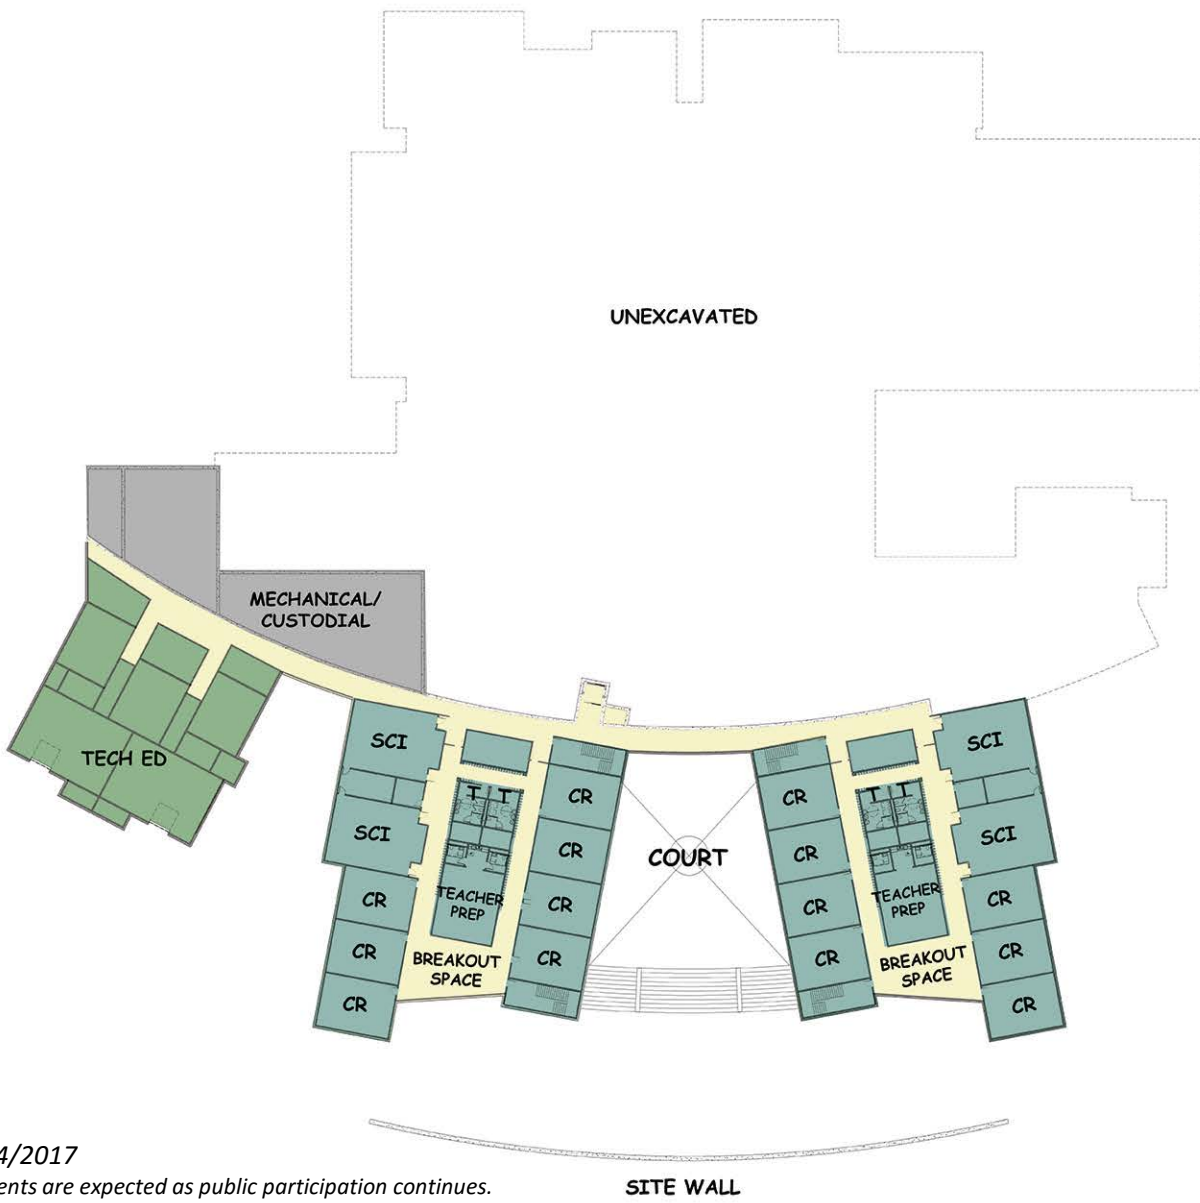 UNEXCAVATED
MECHANICAL/
CUSTODIAL
TECH ED
SCI
SCI
CR
CR
CR
T T
TEACHER
PREP
BREAKOUT
SPACE
CR
CR
CR
CR
COURT
CR
CR
CR
CR
T T
TEACHER
PREP
BREAKOUT
SPACE
SCI
SCI
CR
CR
CR
4/2017
ents are expected as public participation continues.
SITE WALL